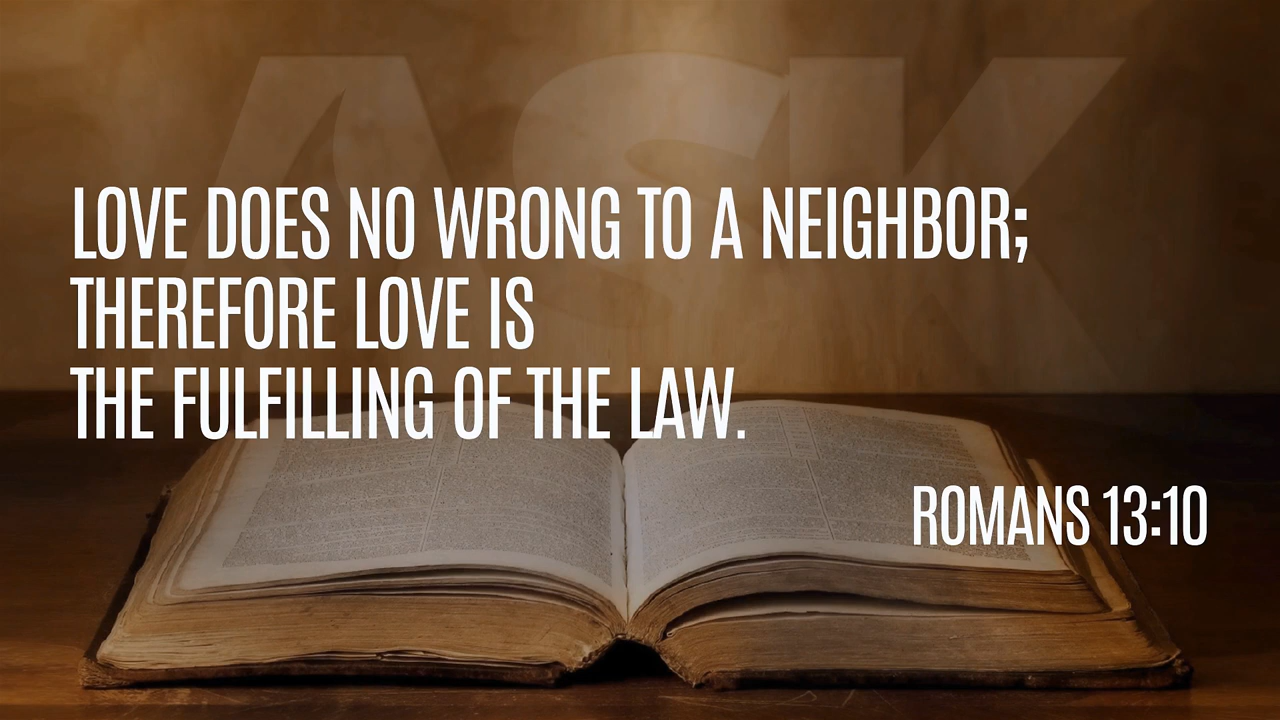 ASK
LOVE DOES NO WRONG TO A NEIGHBOR;
THEREFORE LOVE IS
THE FULFILLING OF THE LAW.
ROMANS 13:10